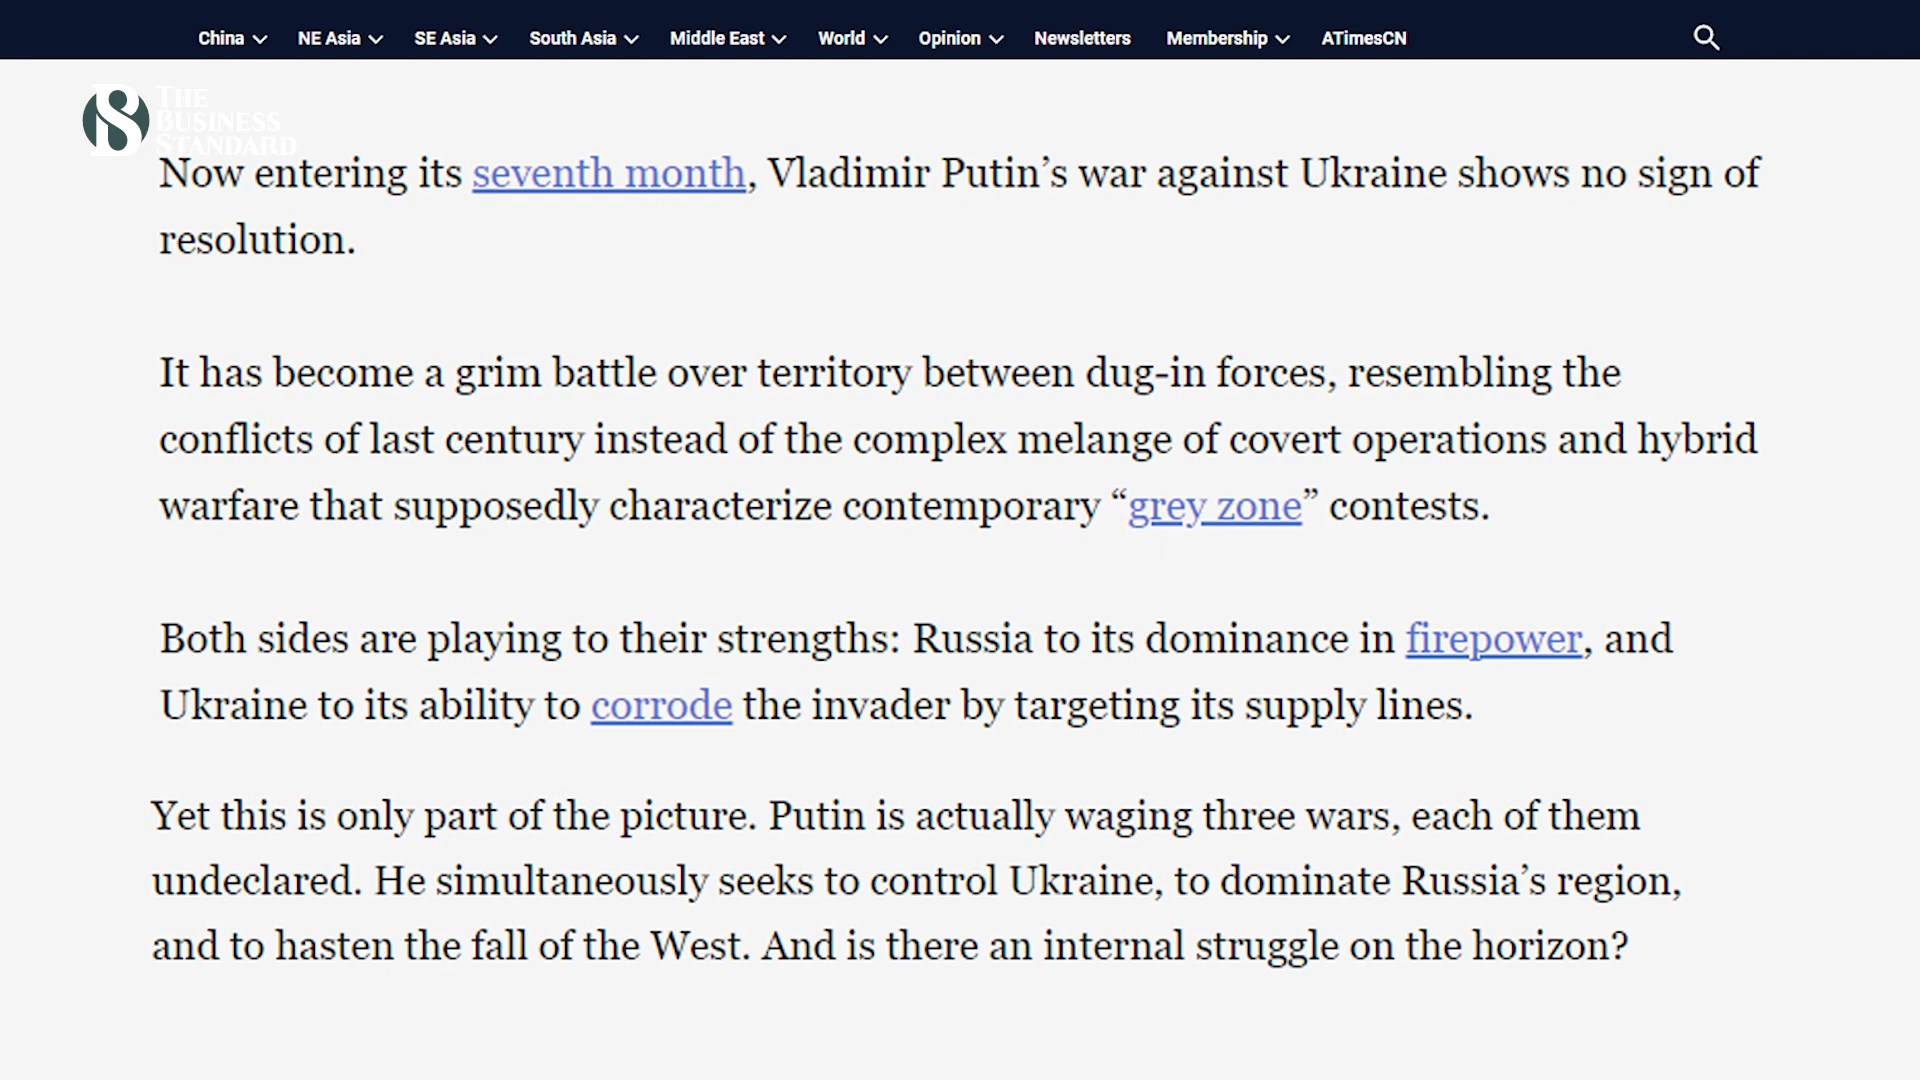 China NE Asia SE Asia South Asia Middle East World Opinion Newsletters Membership ATimesCN
THE
BUSINESS
STANDARD
Now entering its seventh month, Vladimir Putin’s war against Ukraine shows no sign of
resolution.
It has become a grim battle over territory between dug-in forces, resembling the
conflicts of last century instead of the complex melange of covert operations and hybrid
warfare that supposedly characterize contemporary “grey zone” contests.
Both sides are playing to their strengths: Russia to its dominance in firepower, and
Ukraine to its ability to corrode the invader by targeting its supply lines.
Yet this is only part of the picture. Putin is actually waging three wars, each of them
undeclared. He simultaneously seeks to control Ukraine, to dominate Russia’s region,
and to hasten the fall of the West. And is there an internal struggle on the horizon?